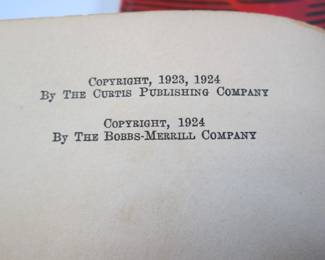 Copyright, 1923, 1924
By The Curtis Publishing Company
Copyright, 1924
By The Bobbs-Merrill Company